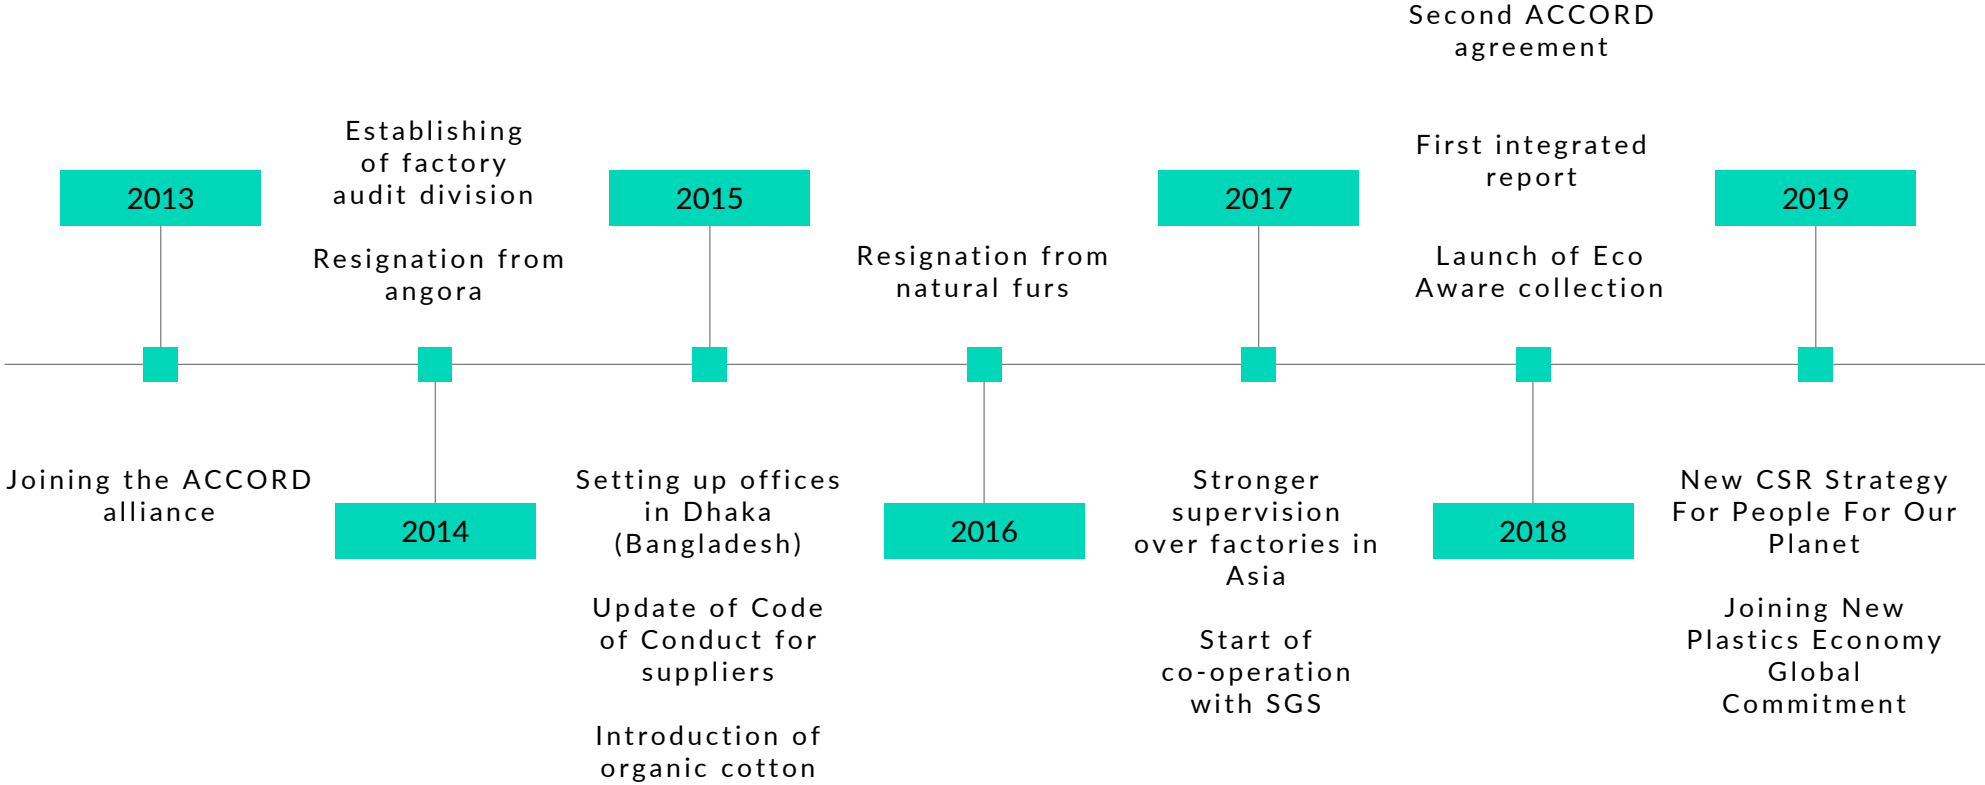 2013
Joining the ACCORD
alliance
Establishing
of factory
audit division
Resignation from
angora
2014
2015
Setting up offices
in Dhaka
(Bangladesh)
Update of Code
of Conduct for
suppliers
Introduction of
organic cotton
Resignation from
natural furs
2016
2017
Stronger
supervision
over factories in
Asia
Start of
co-operation
with SGS
Second ACCORD
agreement
First integrated
report
Launch of Eco
Aware collection
2018
2019
New CSR Strategy
For People For Our
Planet
Joining New
Plastics Economy
Global
Commitment